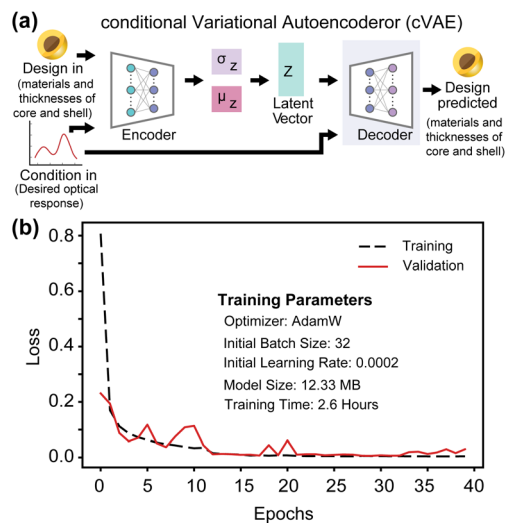 (a)
conditional Variational Autoencoderor (cVAE)
Design in
(materials and
thicknesses of
core and shell)
Condition in
(Desired optical
response)
Encoder
σ z
μ z
Z
Latent
Vector
Decoder
Design
predicted
(materials and
thicknesses of
core and shell)
(b)
Loss
0.8
0.6
0.4
0.2
0.0
Training
Validation
Training Parameters
Optimizer: AdamW
Initial Batch Size: 32
Initial Learning Rate: 0.0002
Model Size: 12.33 MB
Training Time: 2.6 Hours
0 5 10 15 20 25 30 35 40
Epochs